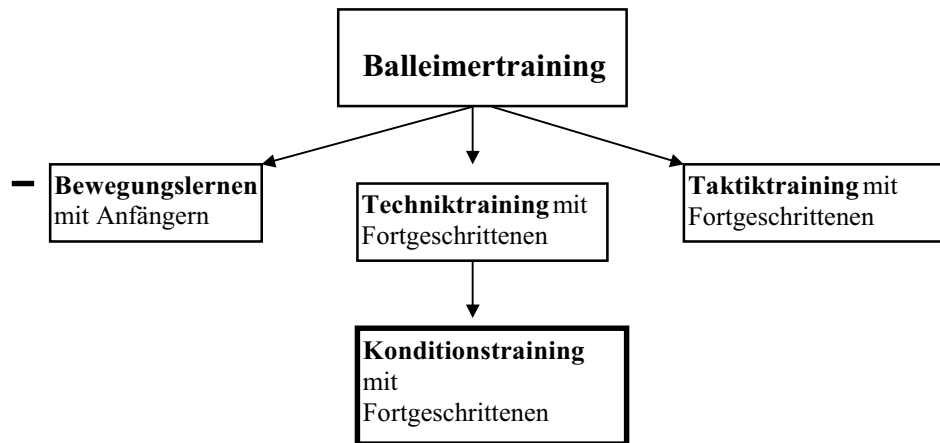 Balleimertraining
– Bewegungslernen
mit Anfängern
Techniktraining mit
Fortgeschrittenen
Taktiktraining mit
Fortgeschrittenen
Konditionstraining
mit
Fortgeschrittenen